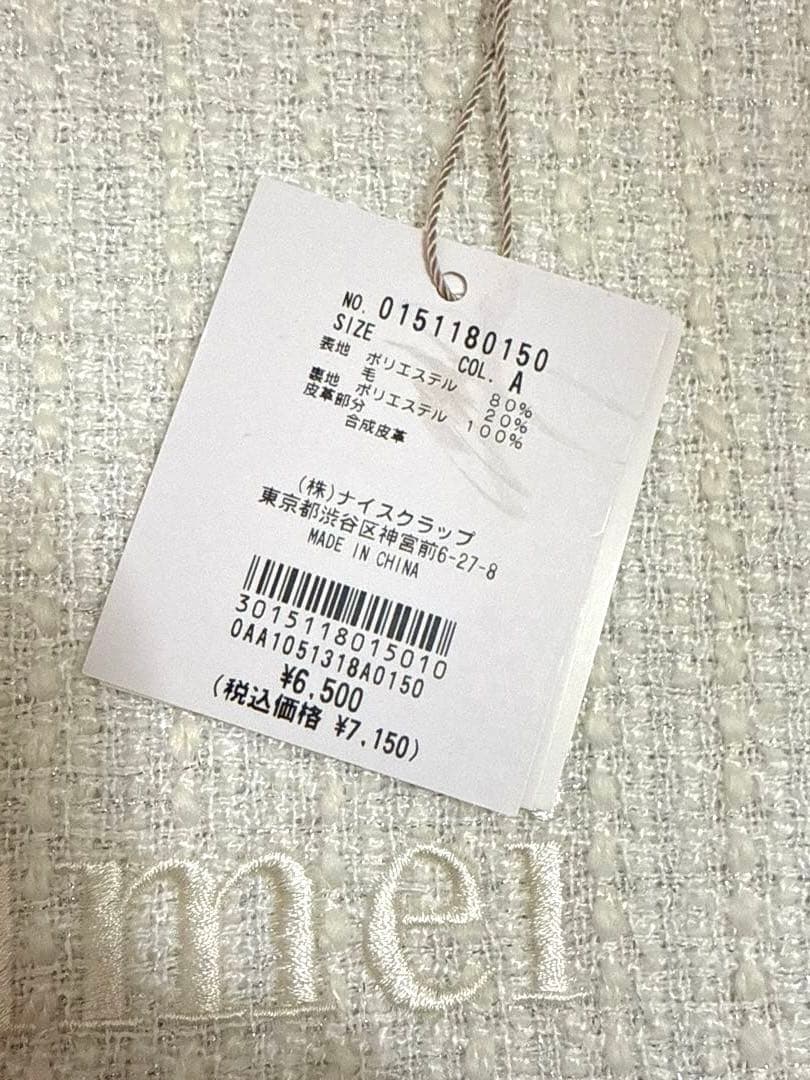 NO. 0151180150
SIZE COL. A
表地 ポリエステル 80%
毛 20%
裏地 ポリエステル 100%
皮革部分
合成皮革
(株)ナイスクラップ
東京都渋谷区神宮前6-27-8
MADE IN CHINA
3015118015010
0AA1051318A0150
¥6,500
(税込価格 ¥7,150)
mei